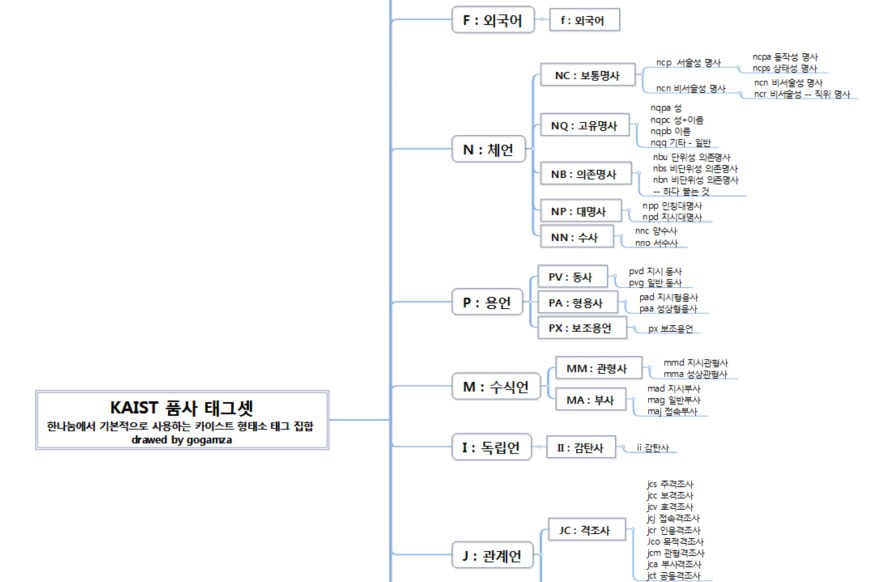 F : 외국어
f : 외국어
N : 체언
NC : 보통명사
ncp 서술성 명사
ncpa 동작성 명사
ncps 상태성 명사
ncn 비서술성 명사
ncn 비서술성 명사
ncr 비서술성 -- 직위 명사
NQ : 고유명사
nqpa 성
nqpc 성+이름
nqpb 이름
nqq 기타 - 일반
NB : 의존명사
nbu 단위성 의존명사
nbs 비단위성 의존명사
nbn 비단위성 의존명사
-- 하다 붙는 것
NP : 대명사
npp 인칭대명사
npd 지시대명사
NN : 수사
nnc 양수사
nno 서수사
P : 용언
PV : 동사
pvd 지시 동사
pvg 일반 동사
PA : 형용사
pad 지시형용사
paa 성상형용사
PX : 보조용언
px 보조용언
M : 수식언
MM : 관형사
mmd 지시관형사
mma 성상관형사
MA : 부사
mad 지시부사
mag 일반부사
maj 접속부사
KAIST 품사 태그셋
한나눔에서 기본적으로 사용하는 카이스트 형태소 태그 집합
drawed by gogamza
I : 독립언
II : 감탄사
ii 감탄사
J : 관계언
JC : 격조사
jcs 주격조사
jcc 보격조사
jcv 호격조사
jcj 접속격조사
jcr 인용격조사
Jco 목적격조사
jcm 관형격조사
jca 부사격조사
jct 공동격조사